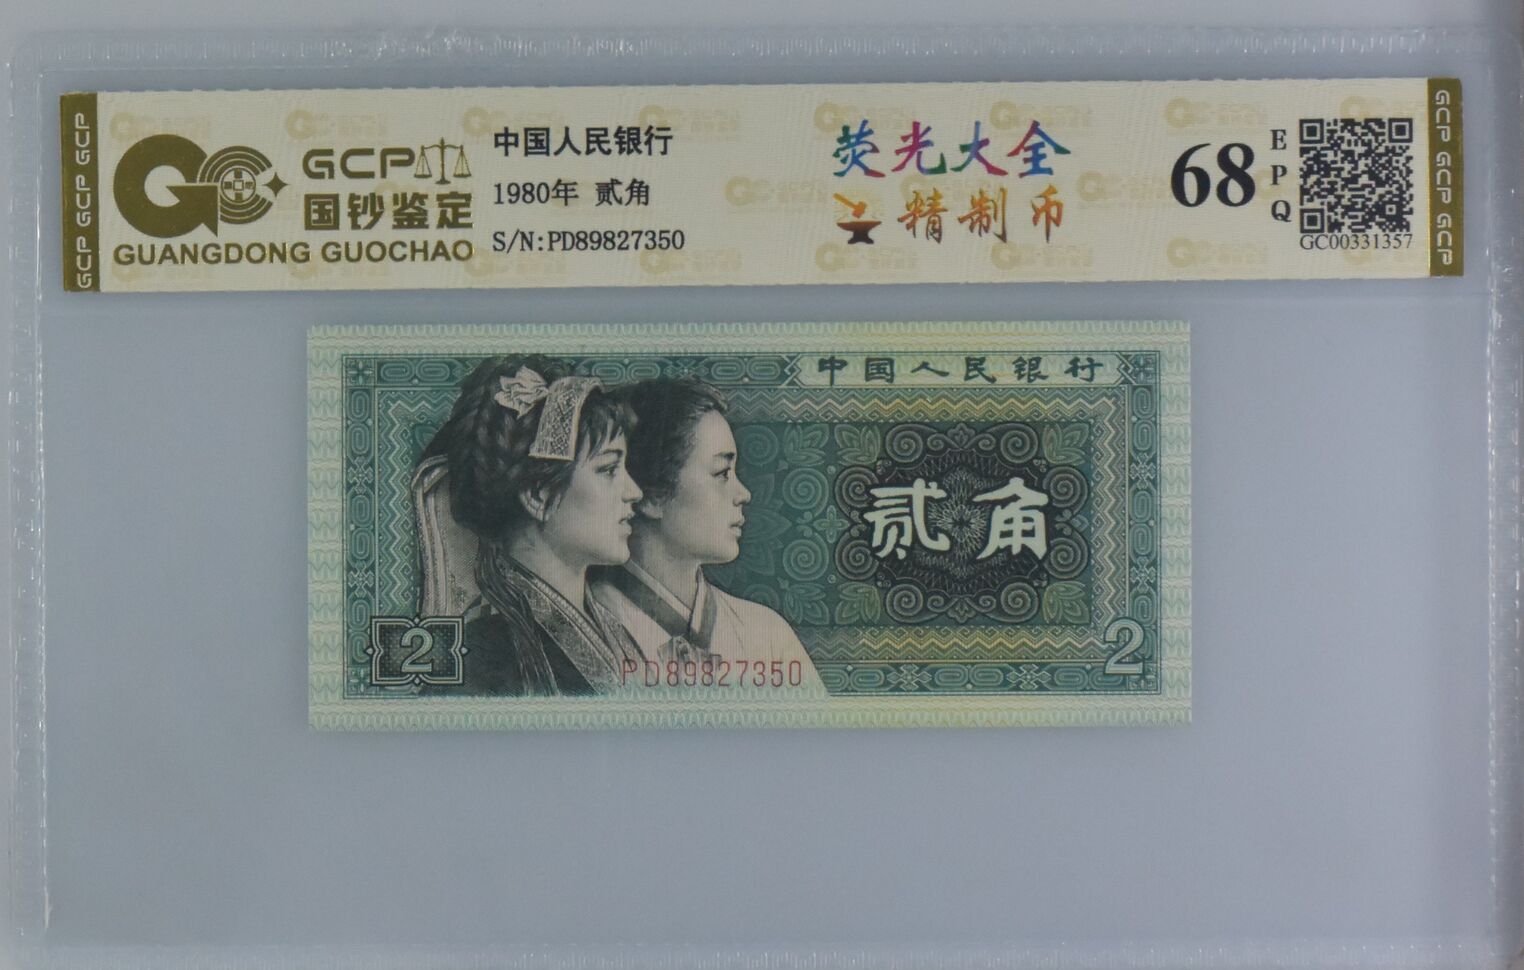 GCP GCP GCP
GCP
国钞鉴定
GUANGDONG GUOCHAO
中国人民银行
1980年 贰角
S/N:PD89827350
荧光大全
精制币
68
EPQ
GC00331357
GCP GCP GCP
中国人民银行
贰角
2
2
PD89827350